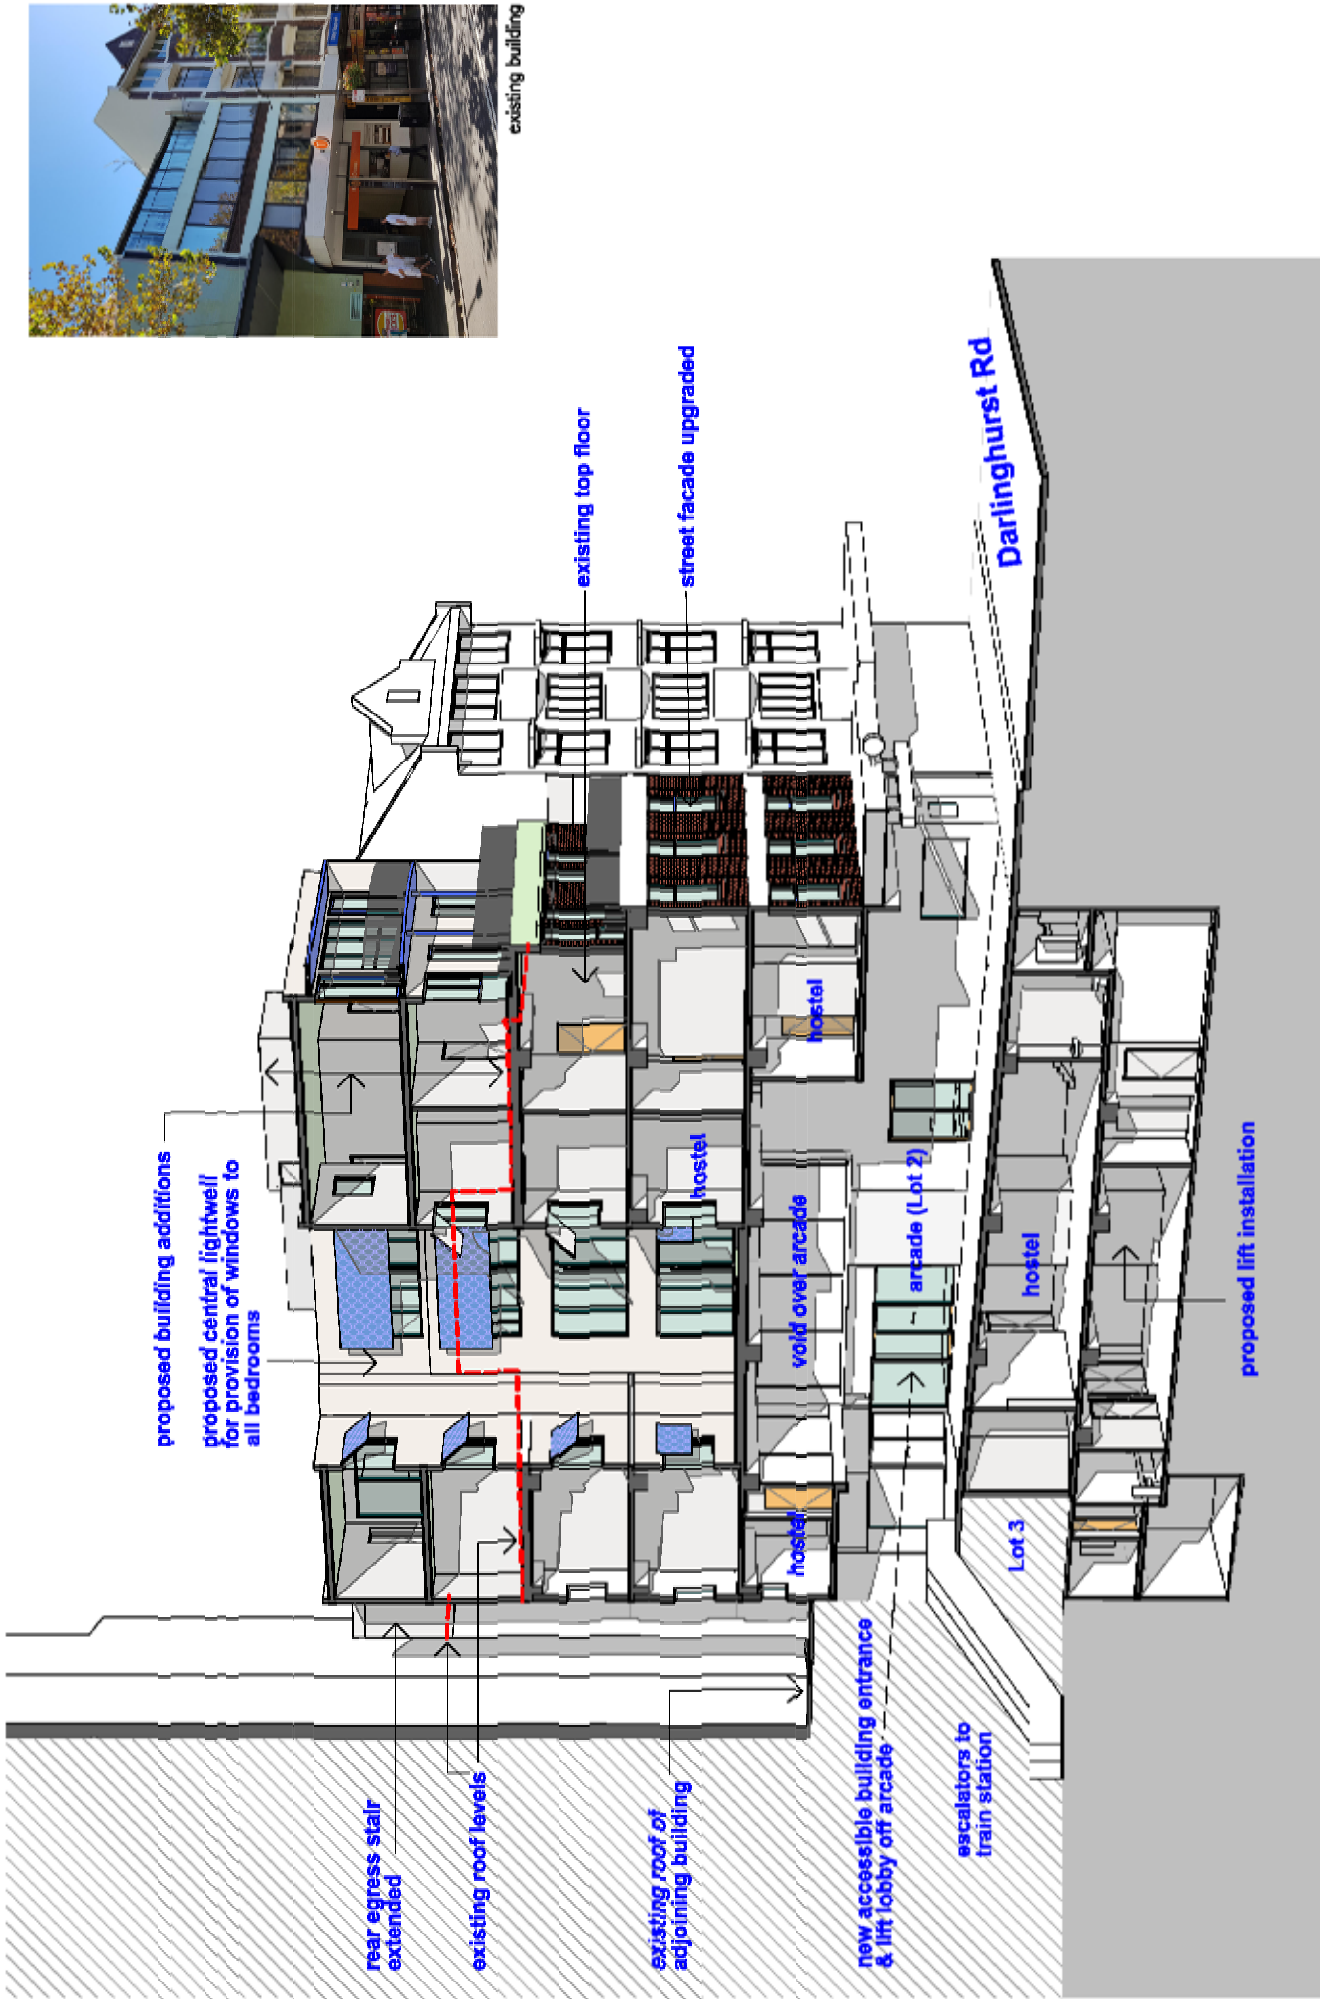 existing building
proposed building additions
proposed central lightwell
for provision of windows to
all bedrooms
existing top floor
street facade upgraded
rear egress stair
extended
existing roof levels
existing roof of
adjoining building
hostel
hostel
hostel
void over arcade
arcade (Lot 2)
hostel
Lot 3
Darlinghurst Rd
new accessible building entrance
& lift lobby off arcade
escalators to
train station
proposed lift installation